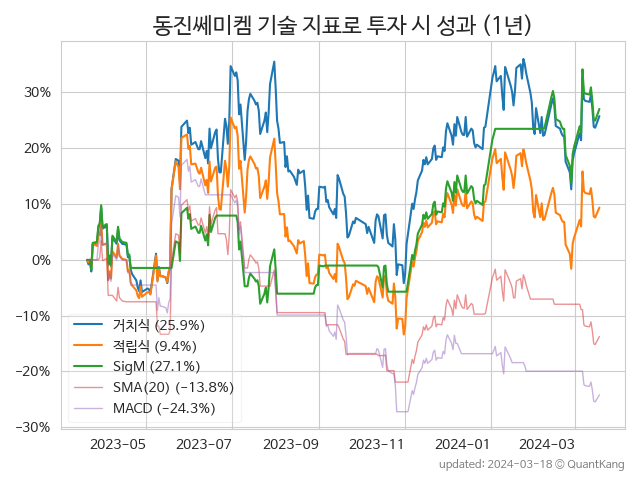 동진쎄미켐 기술 지표로 투자 시 성과 (1년)
30%
20%
10%
0%
−10%
−20%
−30%
거치식 (25.9%)
적립식 (9.4%)
SigM (27.1%)
SMA(20) (−13.8%)
MACD (−24.3%)
2023-05
2023-07
2023-09
2023-11
2024-01
2024-03
updated: 2024-03-18 © QuantKang